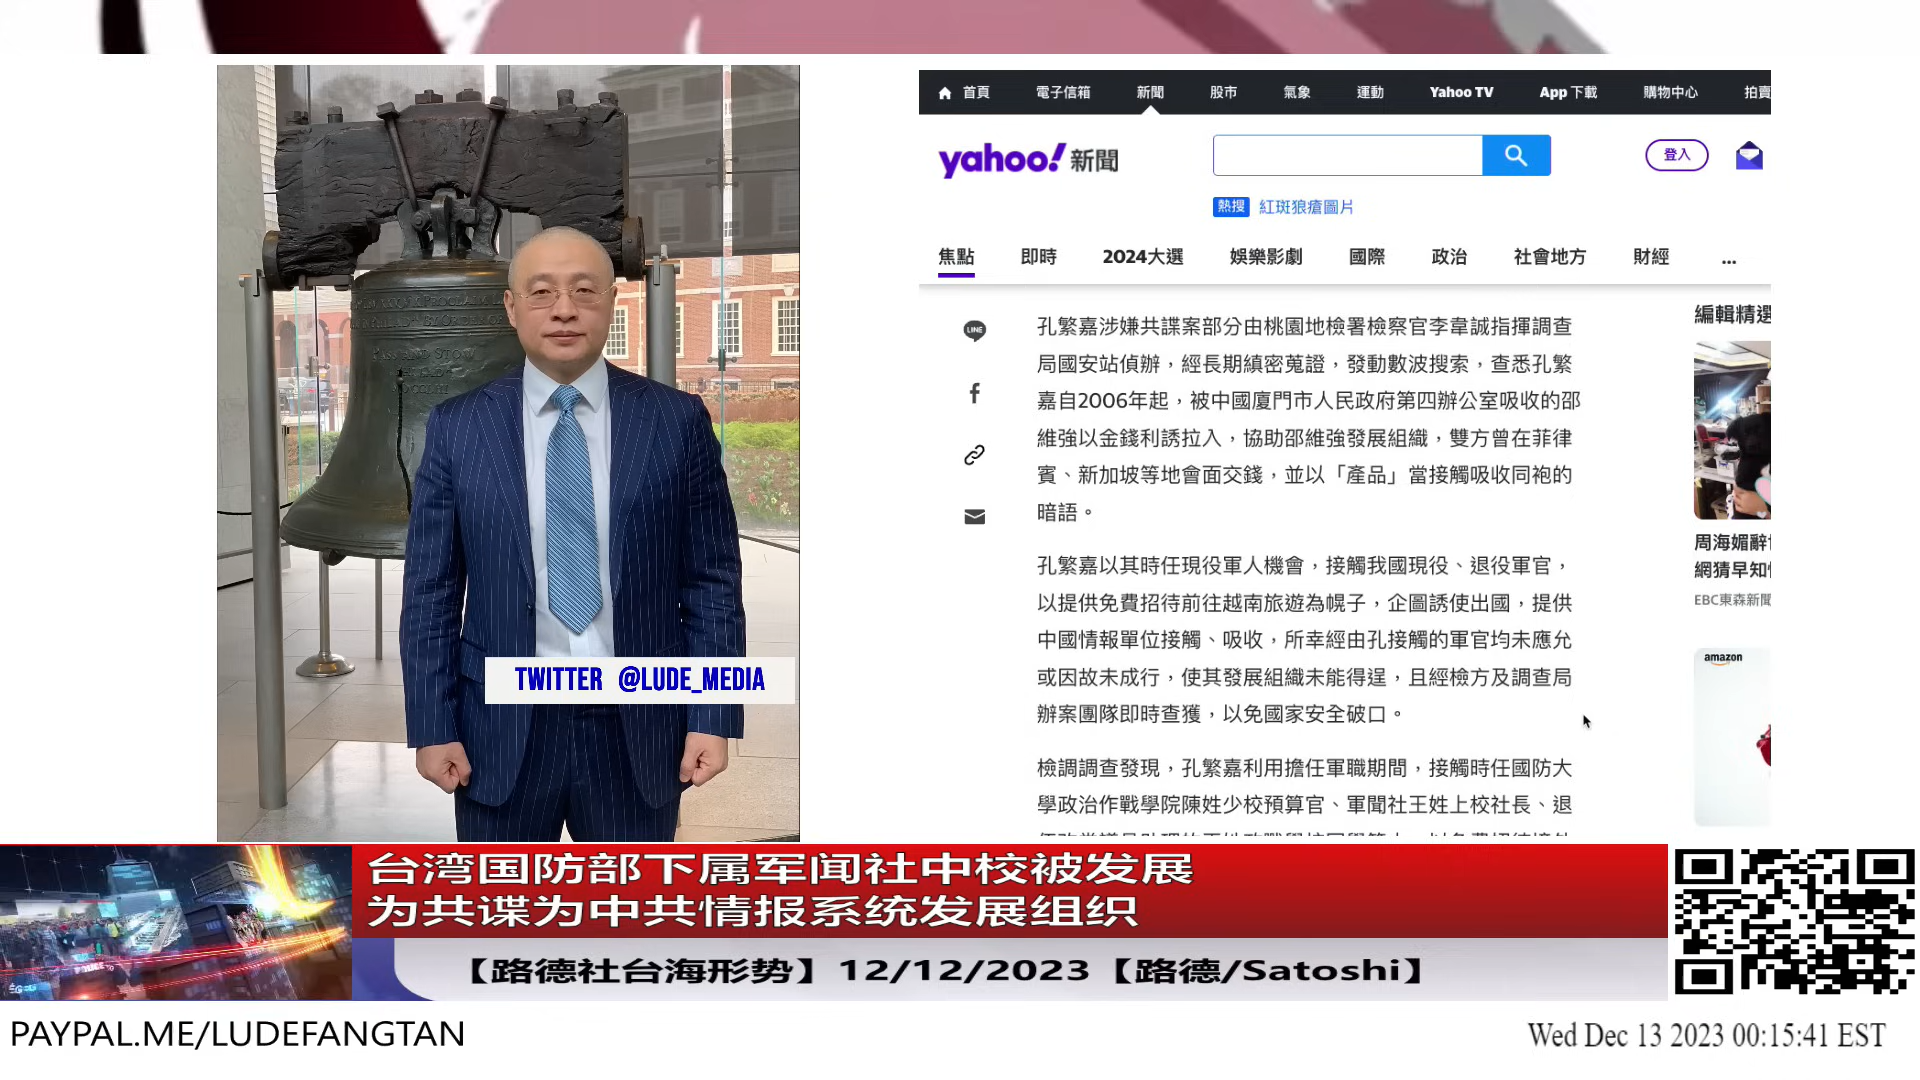 首頁 電子信箱 新聞 股市 氣象 運動 Yahoo TV App 下載 購物中心 拍賣
yahoo! 新聞
登入
熱搜 紅斑狼瘡圖片
焦點 即時 2024大選 娛樂影劇 國際 政治 社會地方 財經 ...
LINE
孔繁嘉涉嫌共諜案部分由桃園地檢署檢察官李韋誠指揮調查
局國安站偵辦，經長期縝密蒐證，發動數波搜索，查悉孔繁
嘉自2006年起，被中國廈門市人民政府第四辦公室吸收的邵
維強以金錢利誘拉入，協助邵維強發展組織，雙方曾在菲律
賓、新加坡等地會面交錢，並以「產品」當接觸吸收同袍的
暗語。
孔繁嘉以其時任現役軍人機會，接觸我國現役、退役軍官，
以提供免費招待前往越南旅遊為幌子，企圖誘使出國，提供
中國情報單位接觸、吸收，所幸經由孔接觸的軍官均未應允
或因故未成行，使其發展組織未能得逞，且經檢方及調查局
辦案團隊即時查獲，以免國家安全破口。
檢調調查發現，孔繁嘉利用擔任軍職期間，接觸時任國防大
學政治作戰學院陳姓少校預算官、軍聞社王姓上校社長、退
編輯精選
周海媚辭
網猜早知
EBC東森新聞
amazon
PASS AND STOW
TWITTER @LUDE_MEDIA
台湾国防部下属军闻社中校被发展
为共谍为中共情报系统发展组织
【路德社台海形势】12/12/2023【路德/Satoshi】
PAYPAL.ME/LUDEFANGTAN
Wed Dec 13 2023 00:15:41 EST